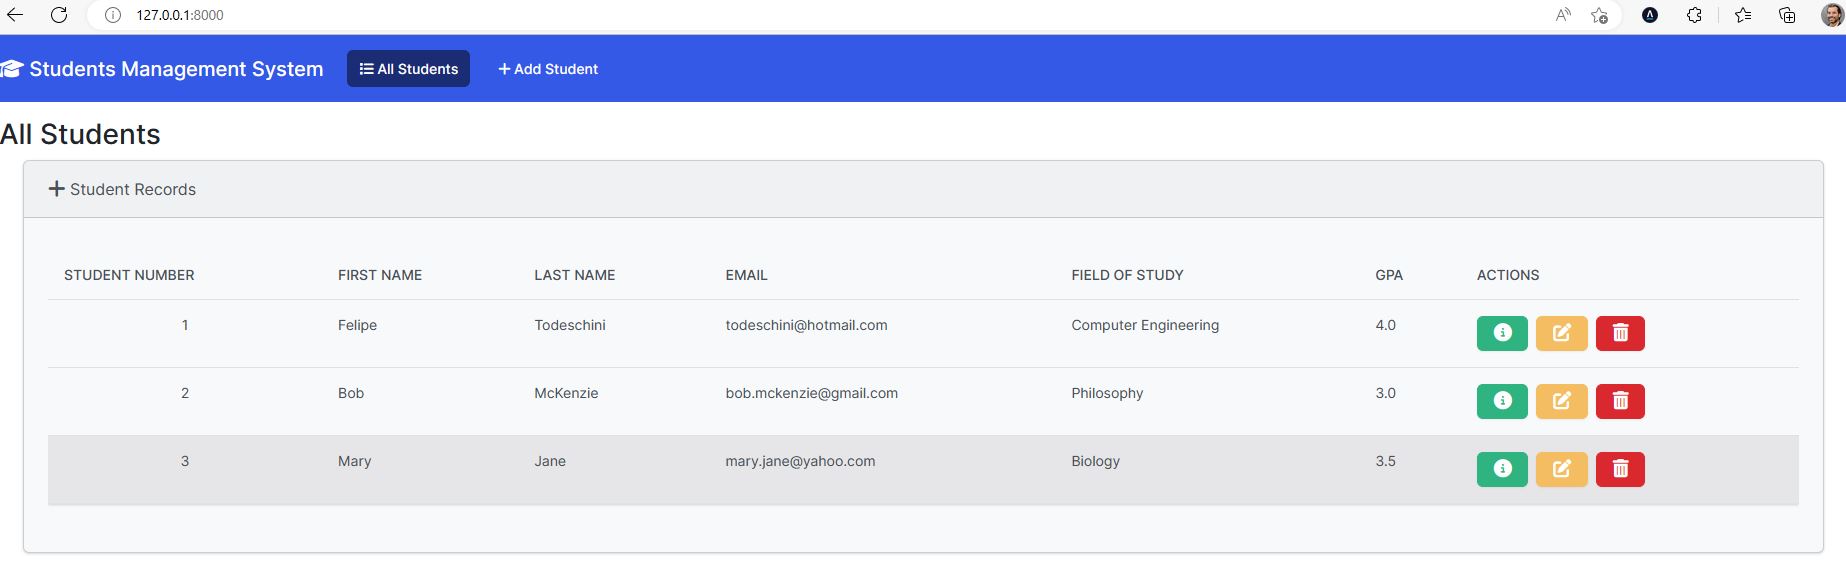 127.0.0.1:8000
Students Management System All Students + Add Student
All Students
+ Student Records
STUDENT NUMBER FIRST NAME LAST NAME EMAIL FIELD OF STUDY GPA ACTIONS
1 Felipe Todeschini todeschini@hotmail.com Computer Engineering 4.0
2 Bob McKenzie bob.mckenzie@gmail.com Philosophy 3.0
3 Mary Jane mary.jane@yahoo.com Biology 3.5